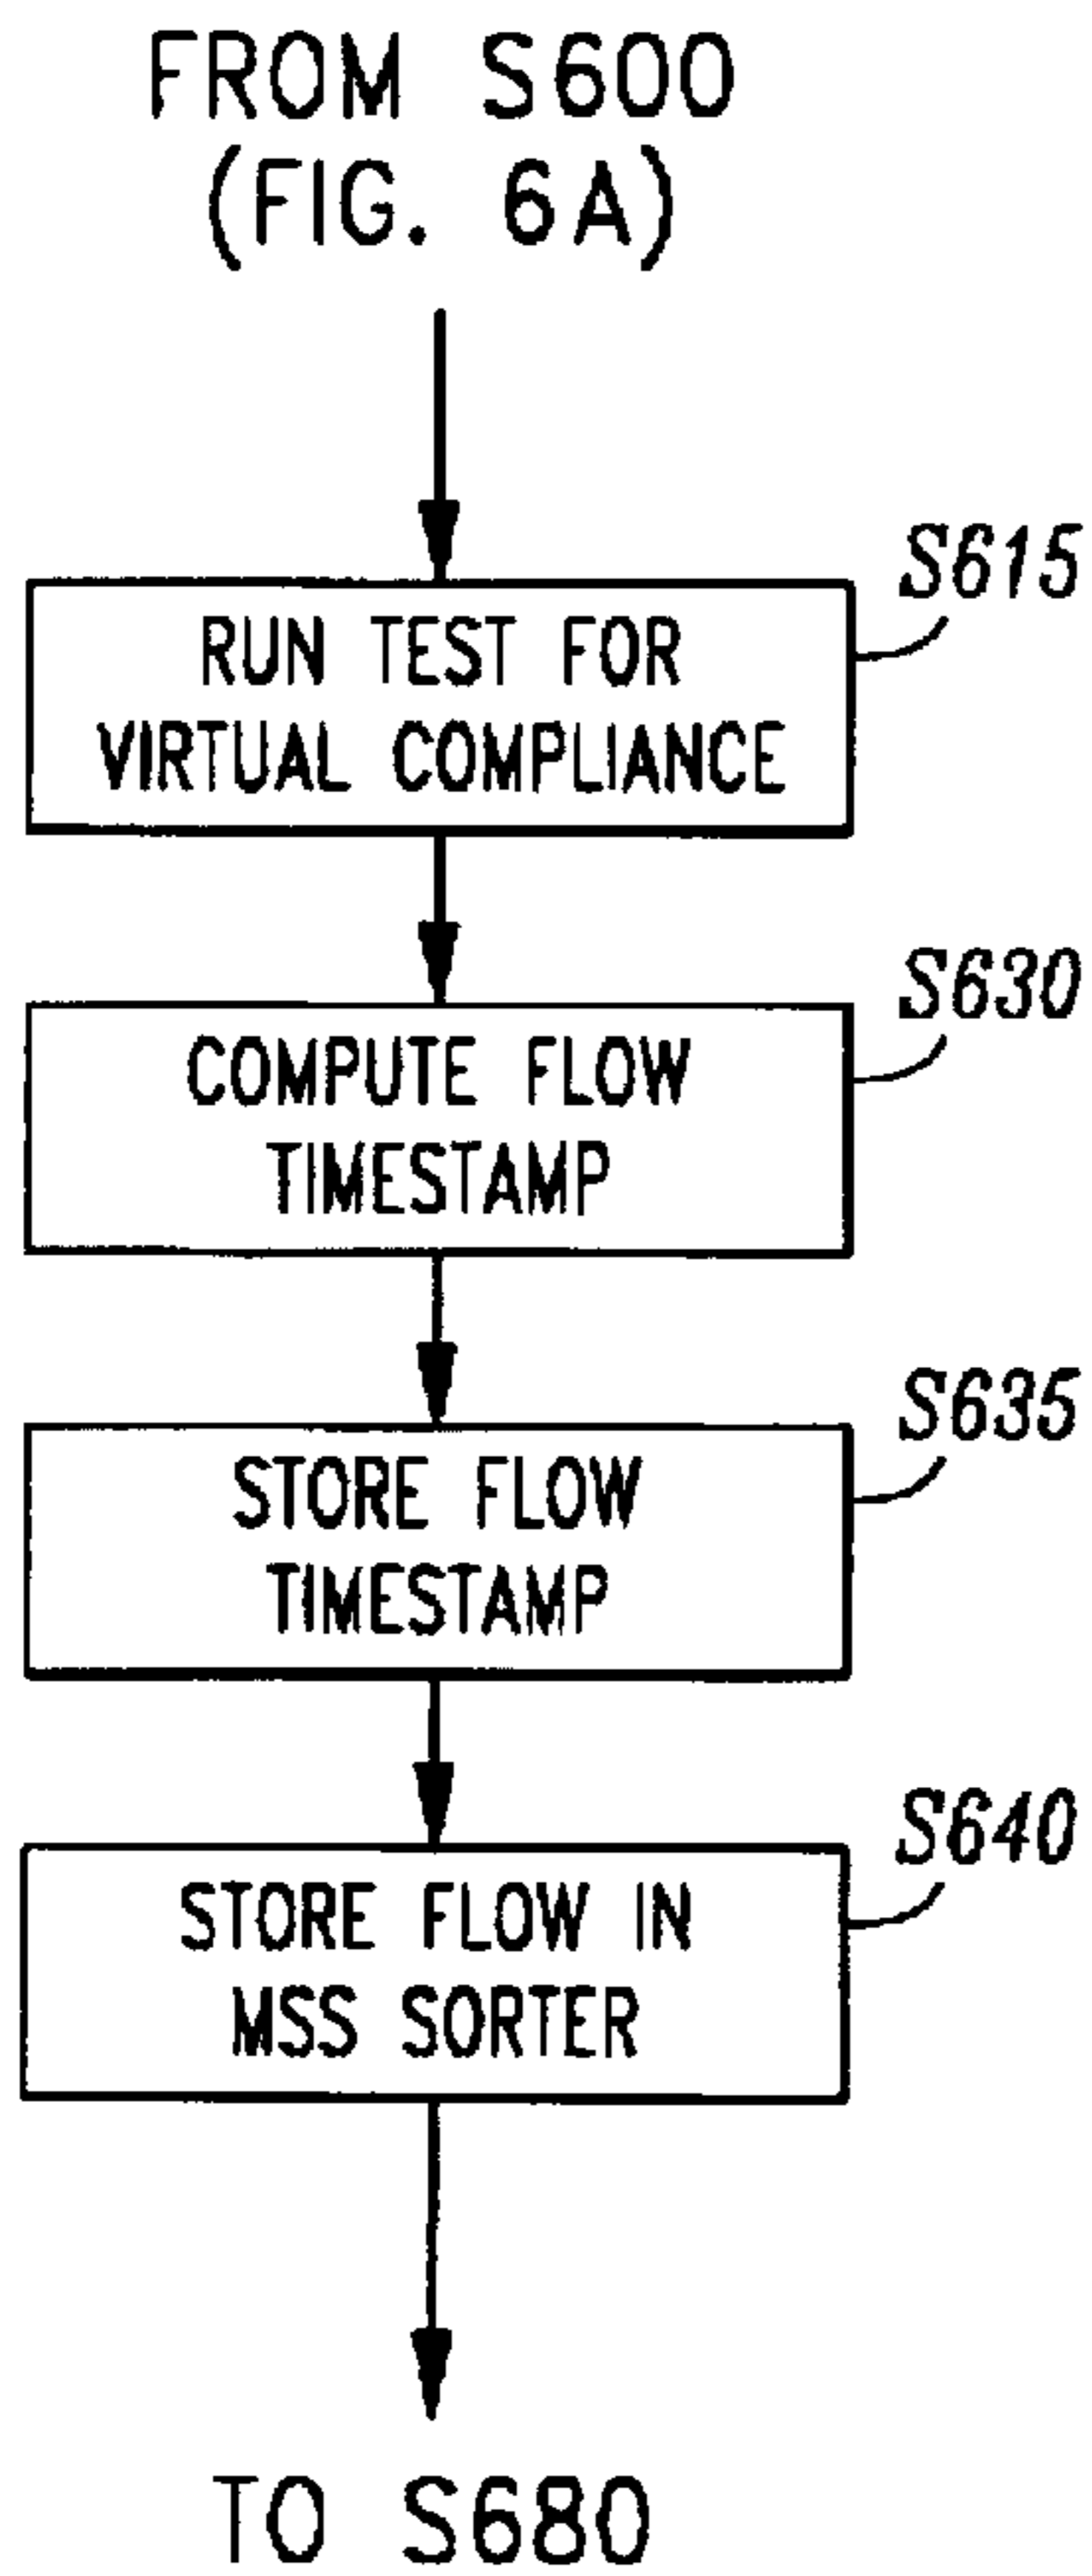 FROM S600
(FIG. 6A)
S615
RUN TEST FOR
VIRTUAL COMPLIANCE
S630
COMPUTE FLOW
TIMESTAMP
S635
STORE FLOW
TIMESTAMP
S640
STORE FLOW IN
MSS SORTER
TO S680